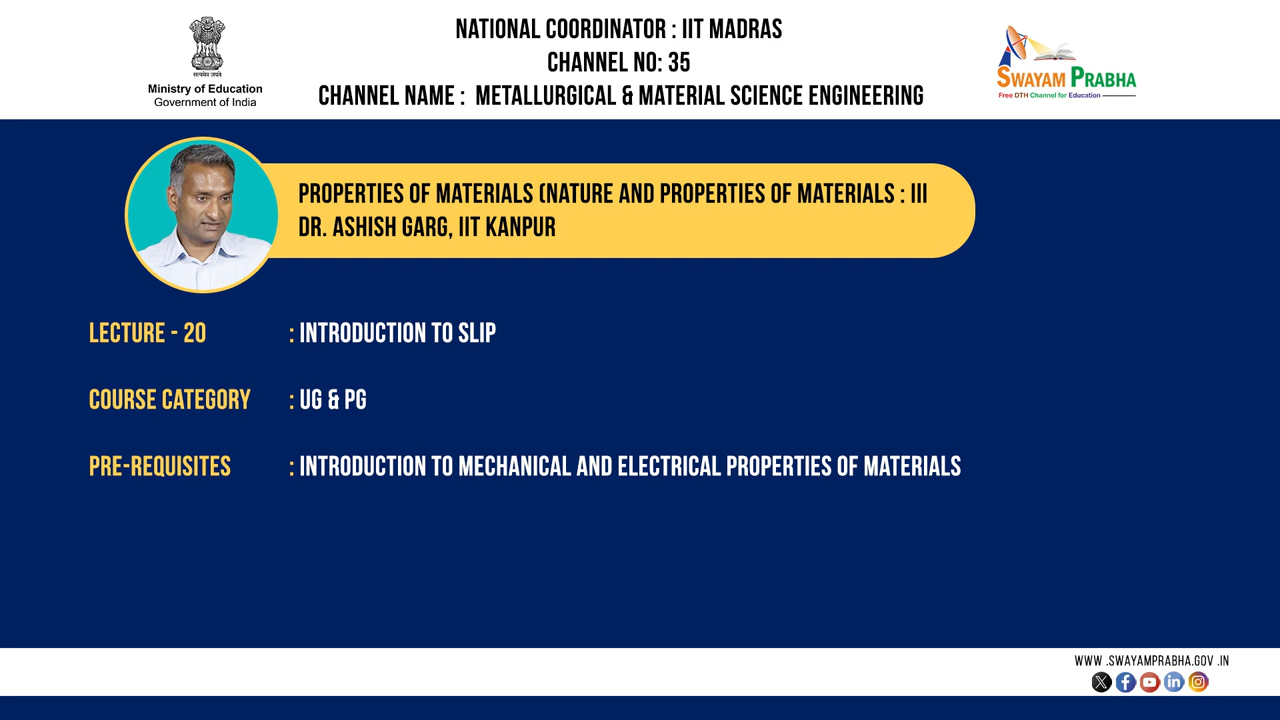 NATIONAL COORDINATOR : IIT MADRAS
CHANNEL NO: 35
CHANNEL NAME : METALLURGICAL & MATERIAL SCIENCE ENGINEERING
सत्यमेव जयते
Ministry of Education
Government of India
SWAYAM PRABHA
Free DTH Channel for Education
PROPERTIES OF MATERIALS (NATURE AND PROPERTIES OF MATERIALS : III
DR. ASHISH GARG, IIT KANPUR
LECTURE - 20 : INTRODUCTION TO SLIP
COURSE CATEGORY : UG & PG
PRE-REQUISITES : INTRODUCTION TO MECHANICAL AND ELECTRICAL PROPERTIES OF MATERIALS
WWW .SWAYAMPRABHA.GOV .IN